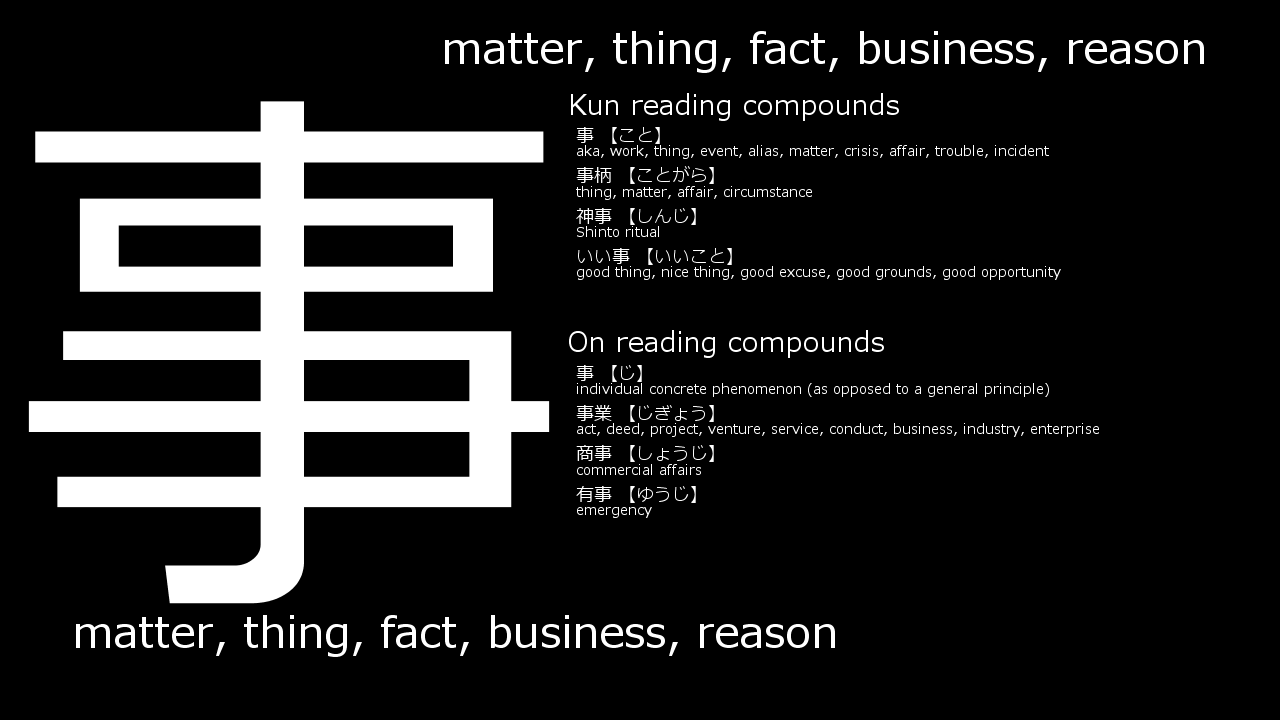 matter, thing, fact, business, reason
事
Kun reading compounds
事 【こと】
aka, work, thing, event, alias, matter, crisis, affair, trouble, incident
事柄 【ことがら】
thing, matter, affair, circumstance
神事 【しんじ】
Shinto ritual
いい事 【いいこと】
good thing, nice thing, good excuse, good grounds, good opportunity
On reading compounds
事 【じ】
individual concrete phenomenon (as opposed to a general principle)
事業 【じぎょう】
act, deed, project, venture, service, conduct, business, industry, enterprise
商事 【しょうじ】
commercial affairs
有事 【ゆうじ】
emergency
matter, thing, fact, business, reason